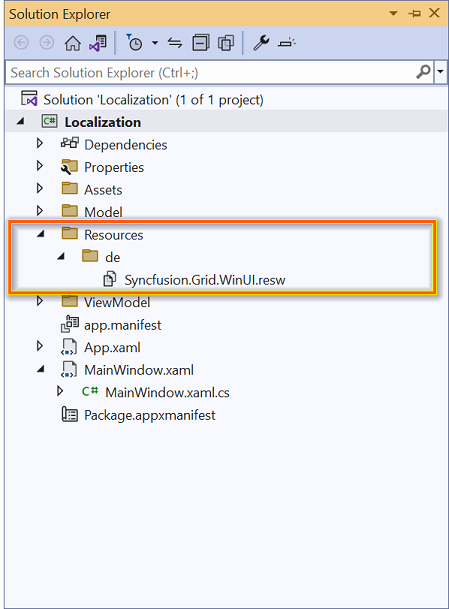 Solution Explorer
Search Solution Explorer (Ctrl+;)
Solution 'Localization' (1 of 1 project)
C# Localization
Dependencies
Properties
Assets
Model
Resources
de
Syncfusion.Grid.WinUI.resw
ViewModel
app.manifest
App.xaml
MainWindow.xaml
C# MainWindow.xaml.cs
Package.appxmanifest